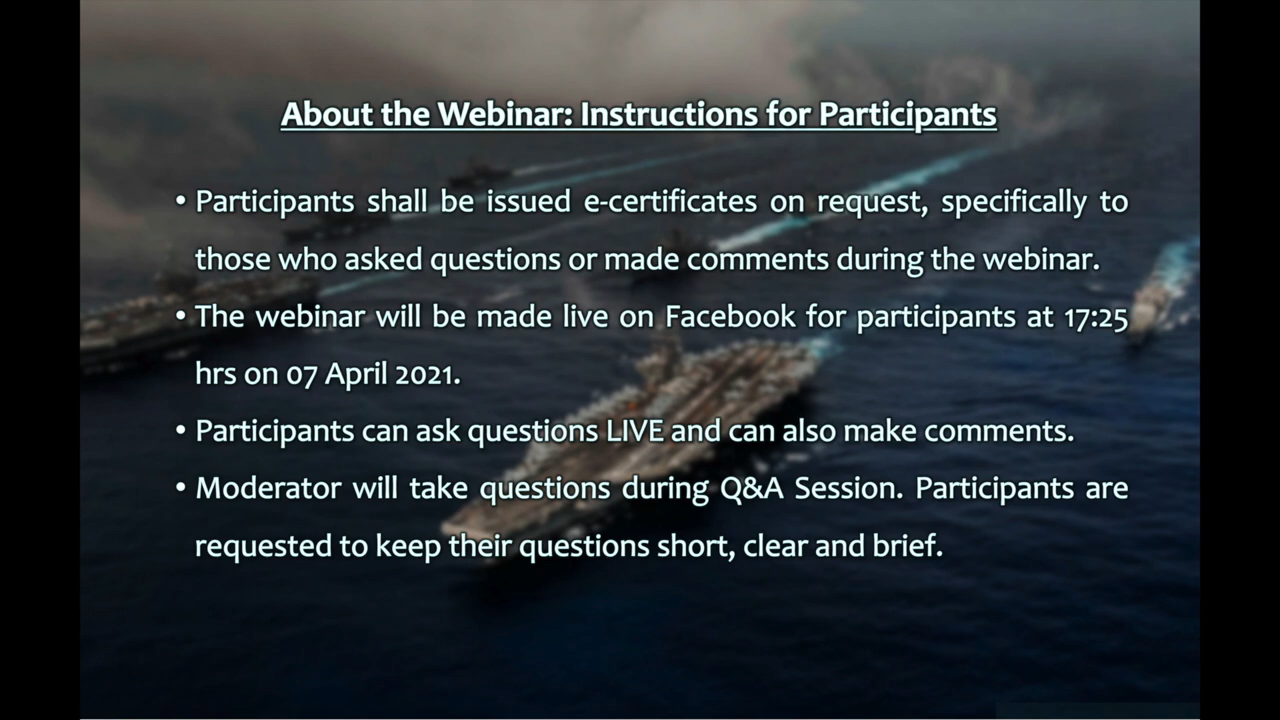 About the Webinar: Instructions for Participants
• Participants shall be issued e-certificates on request, specifically to
those who asked questions or made comments during the webinar.
• The webinar will be made live on Facebook for participants at 17:25
hrs on 07 April 2021.
• Participants can ask questions LIVE and can also make comments.
• Moderator will take questions during Q&A Session. Participants are
requested to keep their questions short, clear and brief.